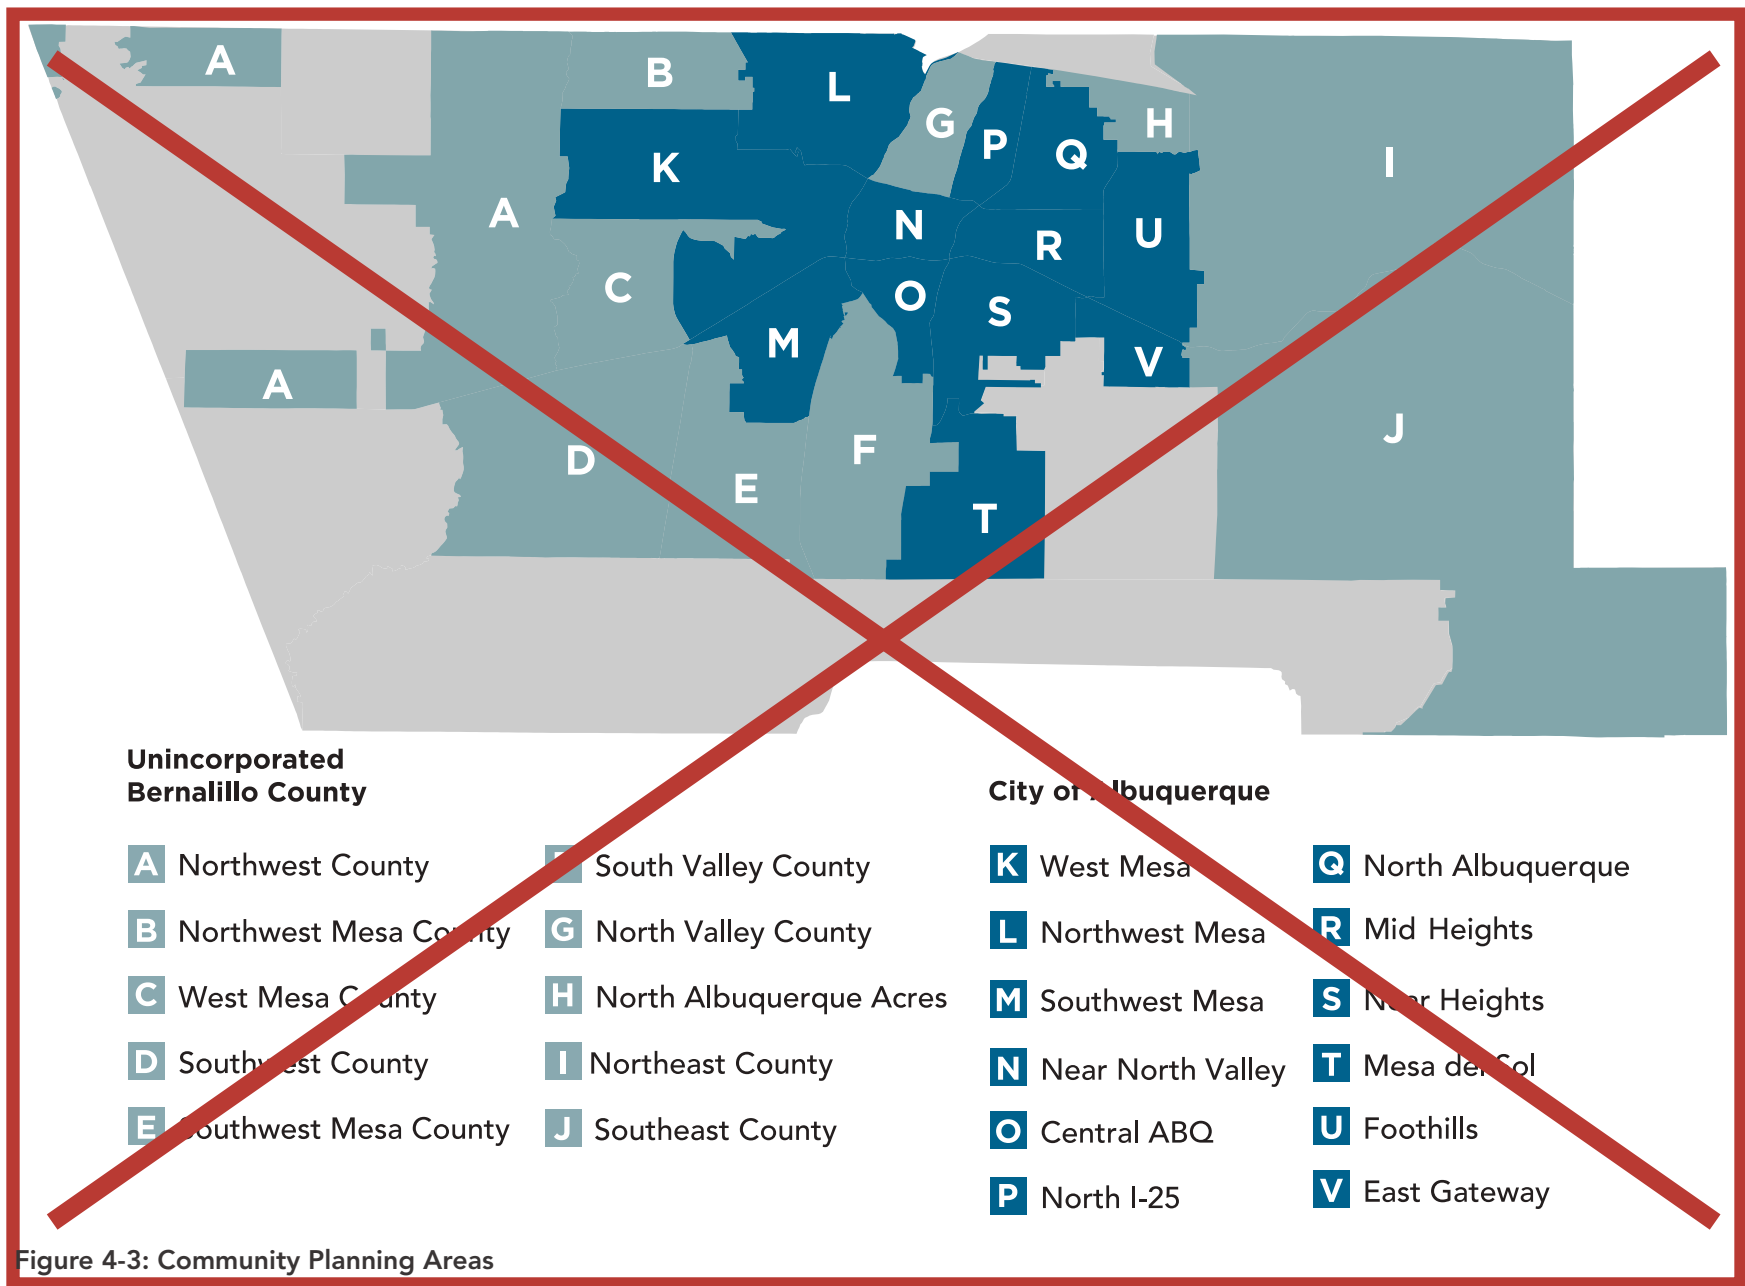 A
B
L
G
P
Q
H
I
K
A
N
R
U
C
O
S
M
V
A
J
D
E
F
T
Unincorporated
Bernalillo County
A Northwest County
B Northwest Mesa County
C West Mesa County
D Southwest County
E Southwest Mesa County
South Valley County
G North Valley County
H North Albuquerque Acres
I Northeast County
J Southeast County
City of Albuquerque
K West Mesa
L Northwest Mesa
M Southwest Mesa
N Near North Valley
O Central ABQ
P North I-25
Q North Albuquerque
R Mid Heights
S Near Heights
T Mesa del Sol
U Foothills
V East Gateway
Figure 4-3: Community Planning Areas